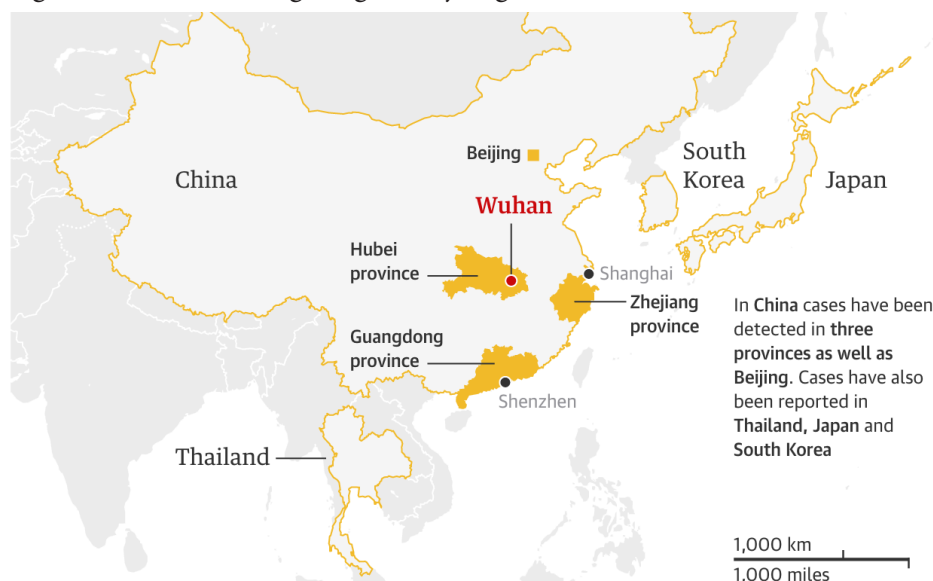 Beijing
South
Korea
China
Japan
Wuhan
Hubei
province
Shanghai
Zhejiang
province
In China cases have been
detected in three
provinces as well as
Beijing. Cases have also
been reported in
Thailand, Japan and
South Korea
Guangdong
province
Shenzhen
Thailand
1,000 km
1,000 miles